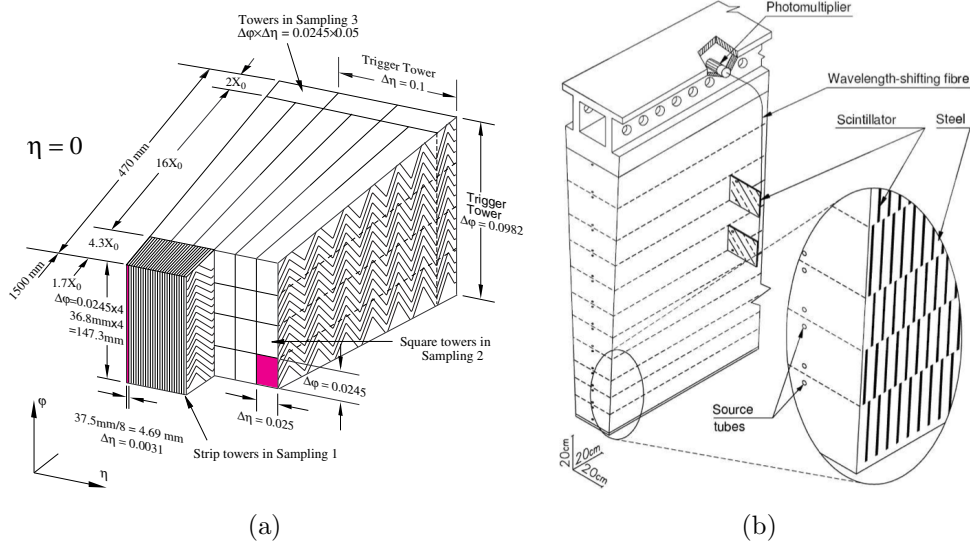 Towers in Sampling 3
Δφ×Δη = 0.0245×0.05
Trigger Tower
Δη = 0.1
2X₀
η = 0
470 mm
16X₀
Trigger
Tower
Δφ = 0.0982
4.3X₀
1500 mm
1.7X₀
Δφ=0.0245x4
36.8mmx4
=147.3mm
Square towers in
Sampling 2
Δφ = 0.0245
Δη = 0.025
37.5mm/8 = 4.69 mm
Δη = 0.0031
Strip towers in Sampling 1
φ
η
(a)
Photomultiplier
Wavelength-shifting fibre
Scintillator
Steel
Source
tubes
20cm
20cm
20cm
(b)